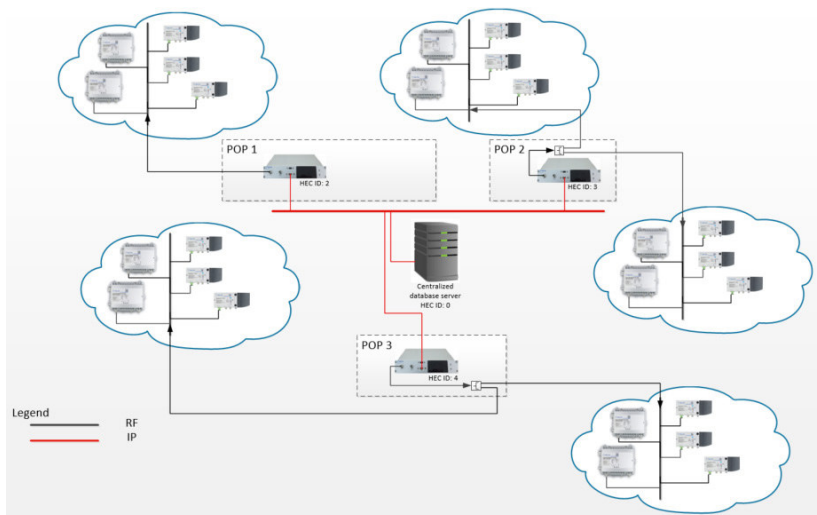 POP 1
HEC ID: 2
POP 2
HEC ID: 3
Centralized
database server
HEC ID: 0
POP 3
HEC ID: 4
Legend
RF
IP